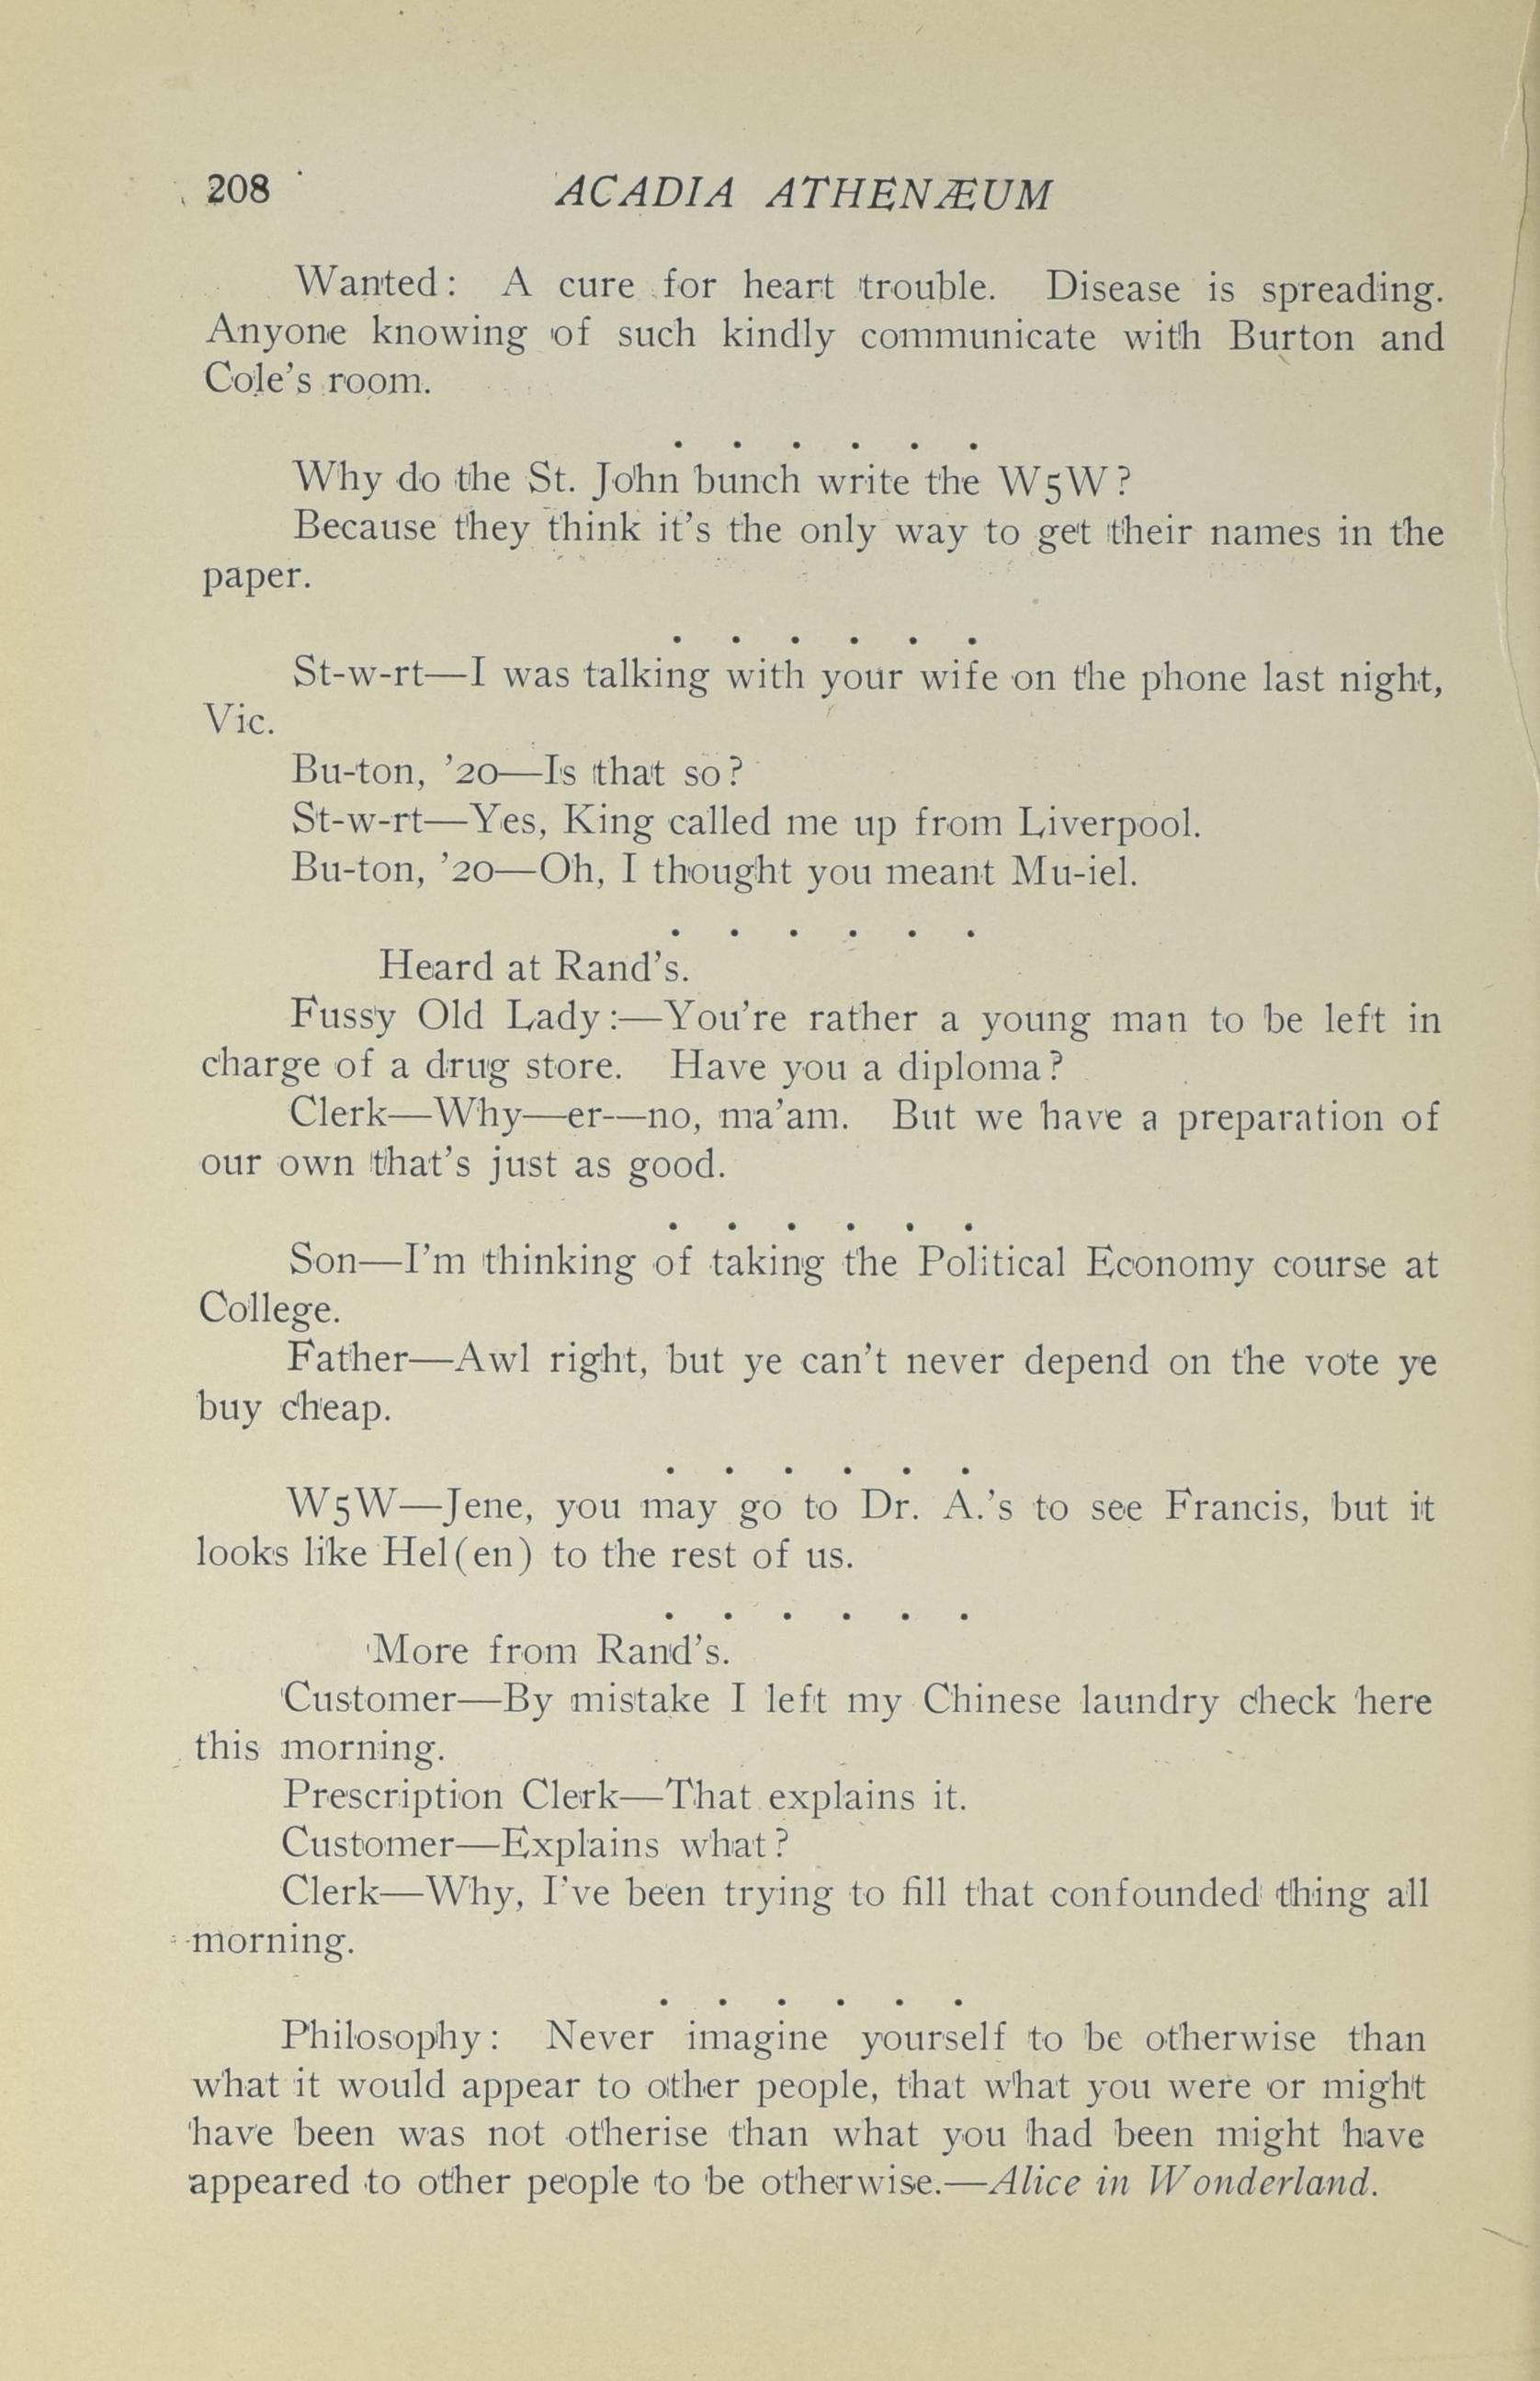 208 ACADIA ATHENÆUM
Wanted: A cure for heart trouble. Disease is spreading.
Anyone knowing of such kindly communicate with Burton and
Cole's room.
. . . . . .
Why do the St. John bunch write the W5W?
Because they think it's the only way to get their names in the
paper.
. . . . . .
St-w-rt—I was talking with your wife on the phone last night,
Vic.
Bu-ton, '20—Is that so?
St-w-rt—Yes, King called me up from Liverpool.
Bu-ton, '20—Oh, I thought you meant Mu-iel.
. . . . . .
Heard at Rand's.
Fussy Old Lady:—You're rather a young man to be left in
charge of a drug store. Have you a diploma?
Clerk—Why—er—no, ma'am. But we have a preparation of
our own that's just as good.
. . . . . .
Son—I'm thinking of taking the Political Economy course at
College.
Father—Awl right, but ye can't never depend on the vote ye
buy cheap.
. . . . . .
W5W—Jene, you may go to Dr. A.'s to see Francis, but it
looks like Hel(en) to the rest of us.
. . . . . .
More from Rand's.
Customer—By mistake I left my Chinese laundry check here
this morning.
Prescription Clerk—That explains it.
Customer—Explains what?
Clerk—Why, I've been trying to fill that confounded thing all
morning.
. . . . . .
Philosophy: Never imagine yourself to be otherwise than
what it would appear to other people, that what you were or might
have been was not otherise than what you had been might have
appeared to other people to be otherwise.—Alice in Wonderland.